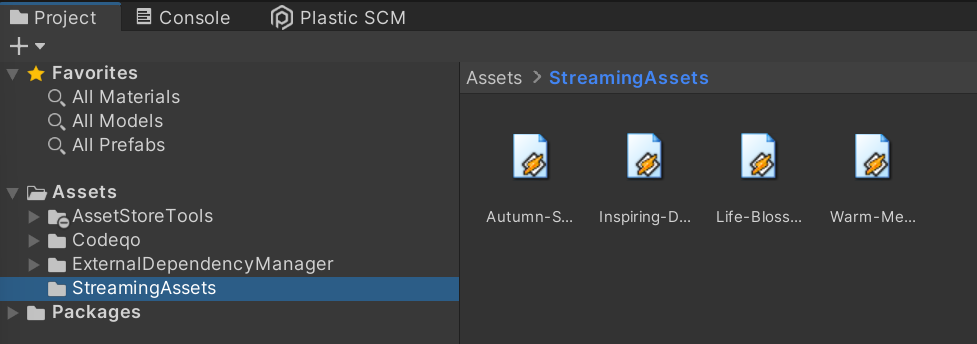 Project Console Plastic SCM
Favorites
All Materials
All Models
All Prefabs
Assets
AssetStoreTools
Codeqo
ExternalDependencyManager
StreamingAssets
Packages
Assets > StreamingAssets
Autumn-S... Inspiring-D... Life-Bloss... Warm-Me...